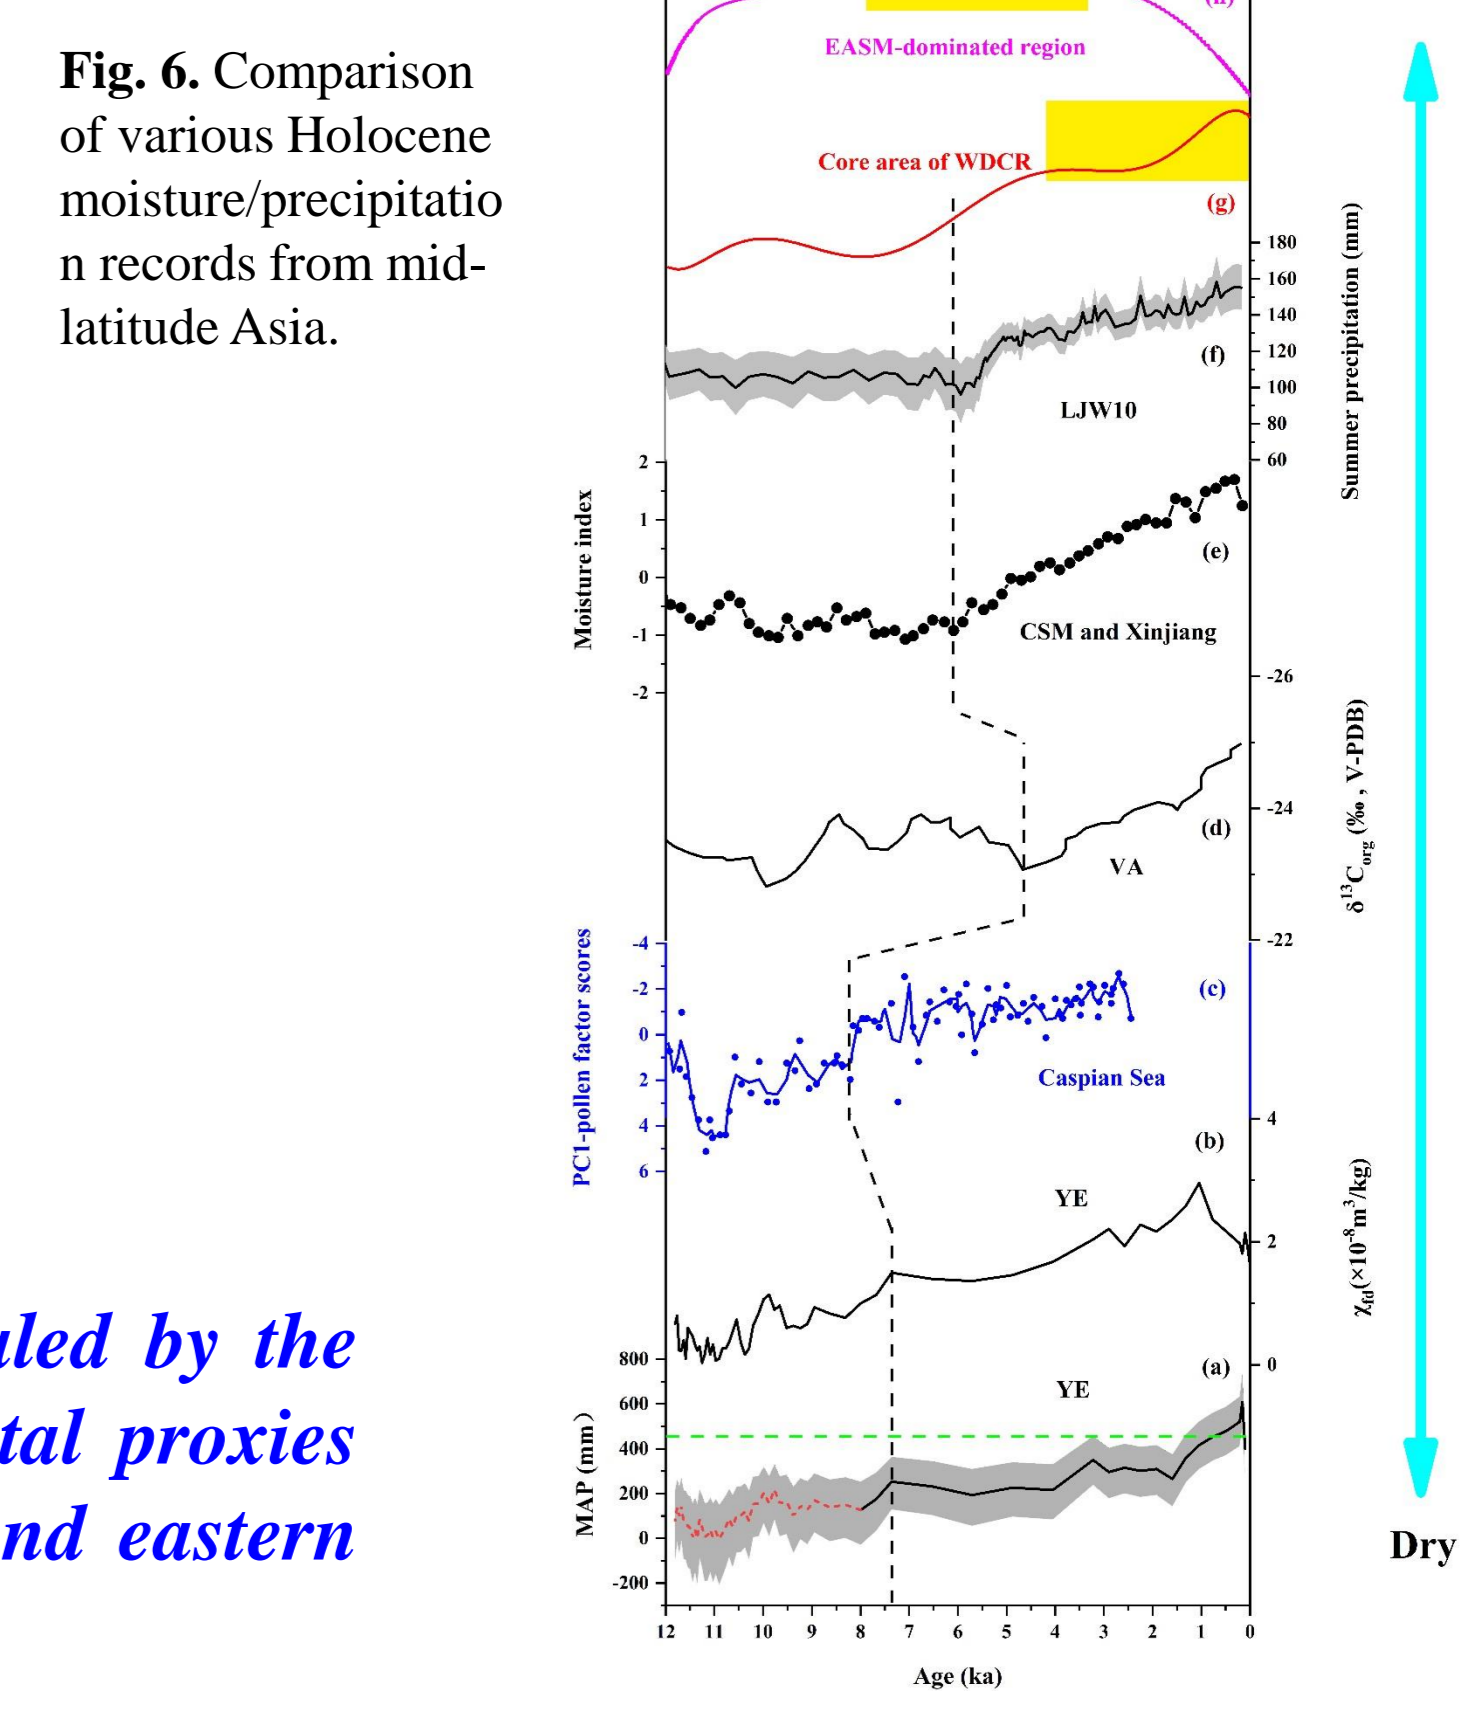 Fig. 6. Comparison
of various Holocene
moisture/precipitatio
n records from mid-
latitude Asia.
by the
proxies
eastern
EASM-dominated region
Core area of WDCR
(g)
180
160
140
120
100
80
60
Summer precipitation (mm)
(f)
LJW10
2
1
0
-1
-2
Moisture index
(e)
CSM and Xinjiang
-26
-24
-22
δ13Corg (‰, V-PDB)
(d)
VA
-4
-2
0
2
4
6
PC1-pollen factor scores
(c)
Caspian Sea
4
2
0
χfd(×10-8m3/kg)
(b)
YE
800
600
400
200
0
-200
MAP (mm)
(a)
YE
12 11 10 9 8 7 6 5 4 3 2 1 0
Age (ka)
Dry